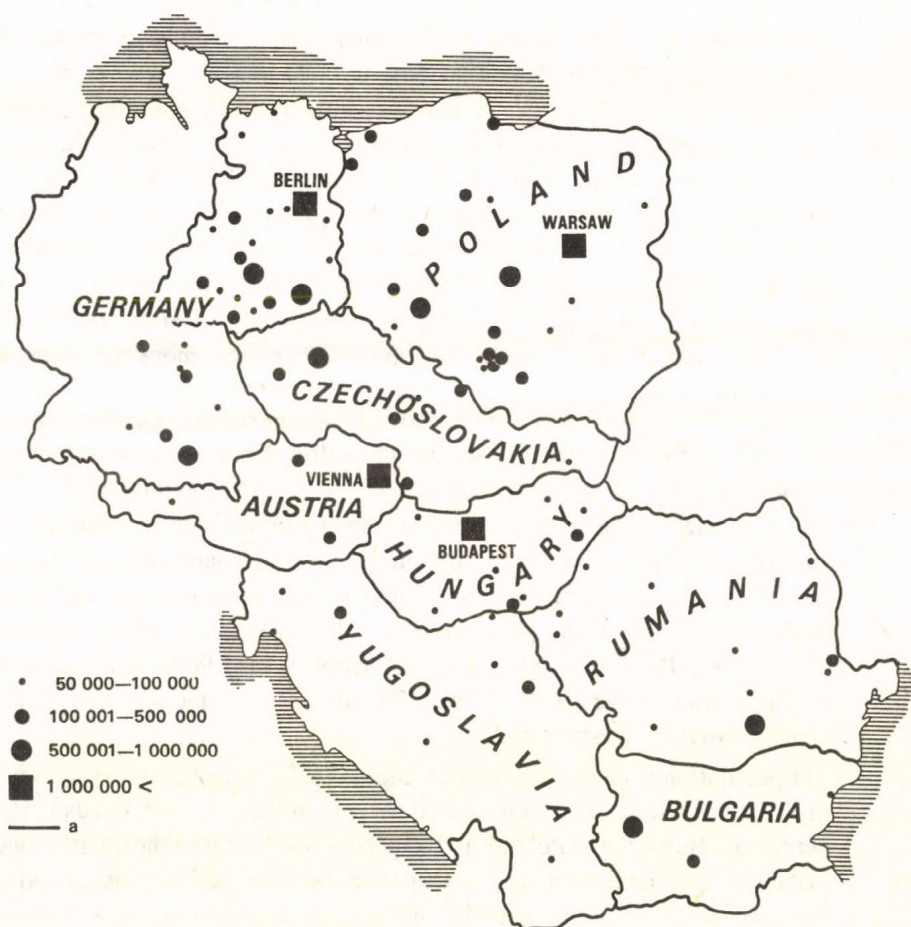 BERLIN
POLAND
WARSAW
GERMANY
CZECHOSLOVAKIA
VIENNA
AUSTRIA
BUDAPEST
HUNGARY
RUMANIA
YUGOSLAVIA
50 000—100 000
100 001—500 000
500 001—1 000 000
1 000 000 <
a
BULGARIA